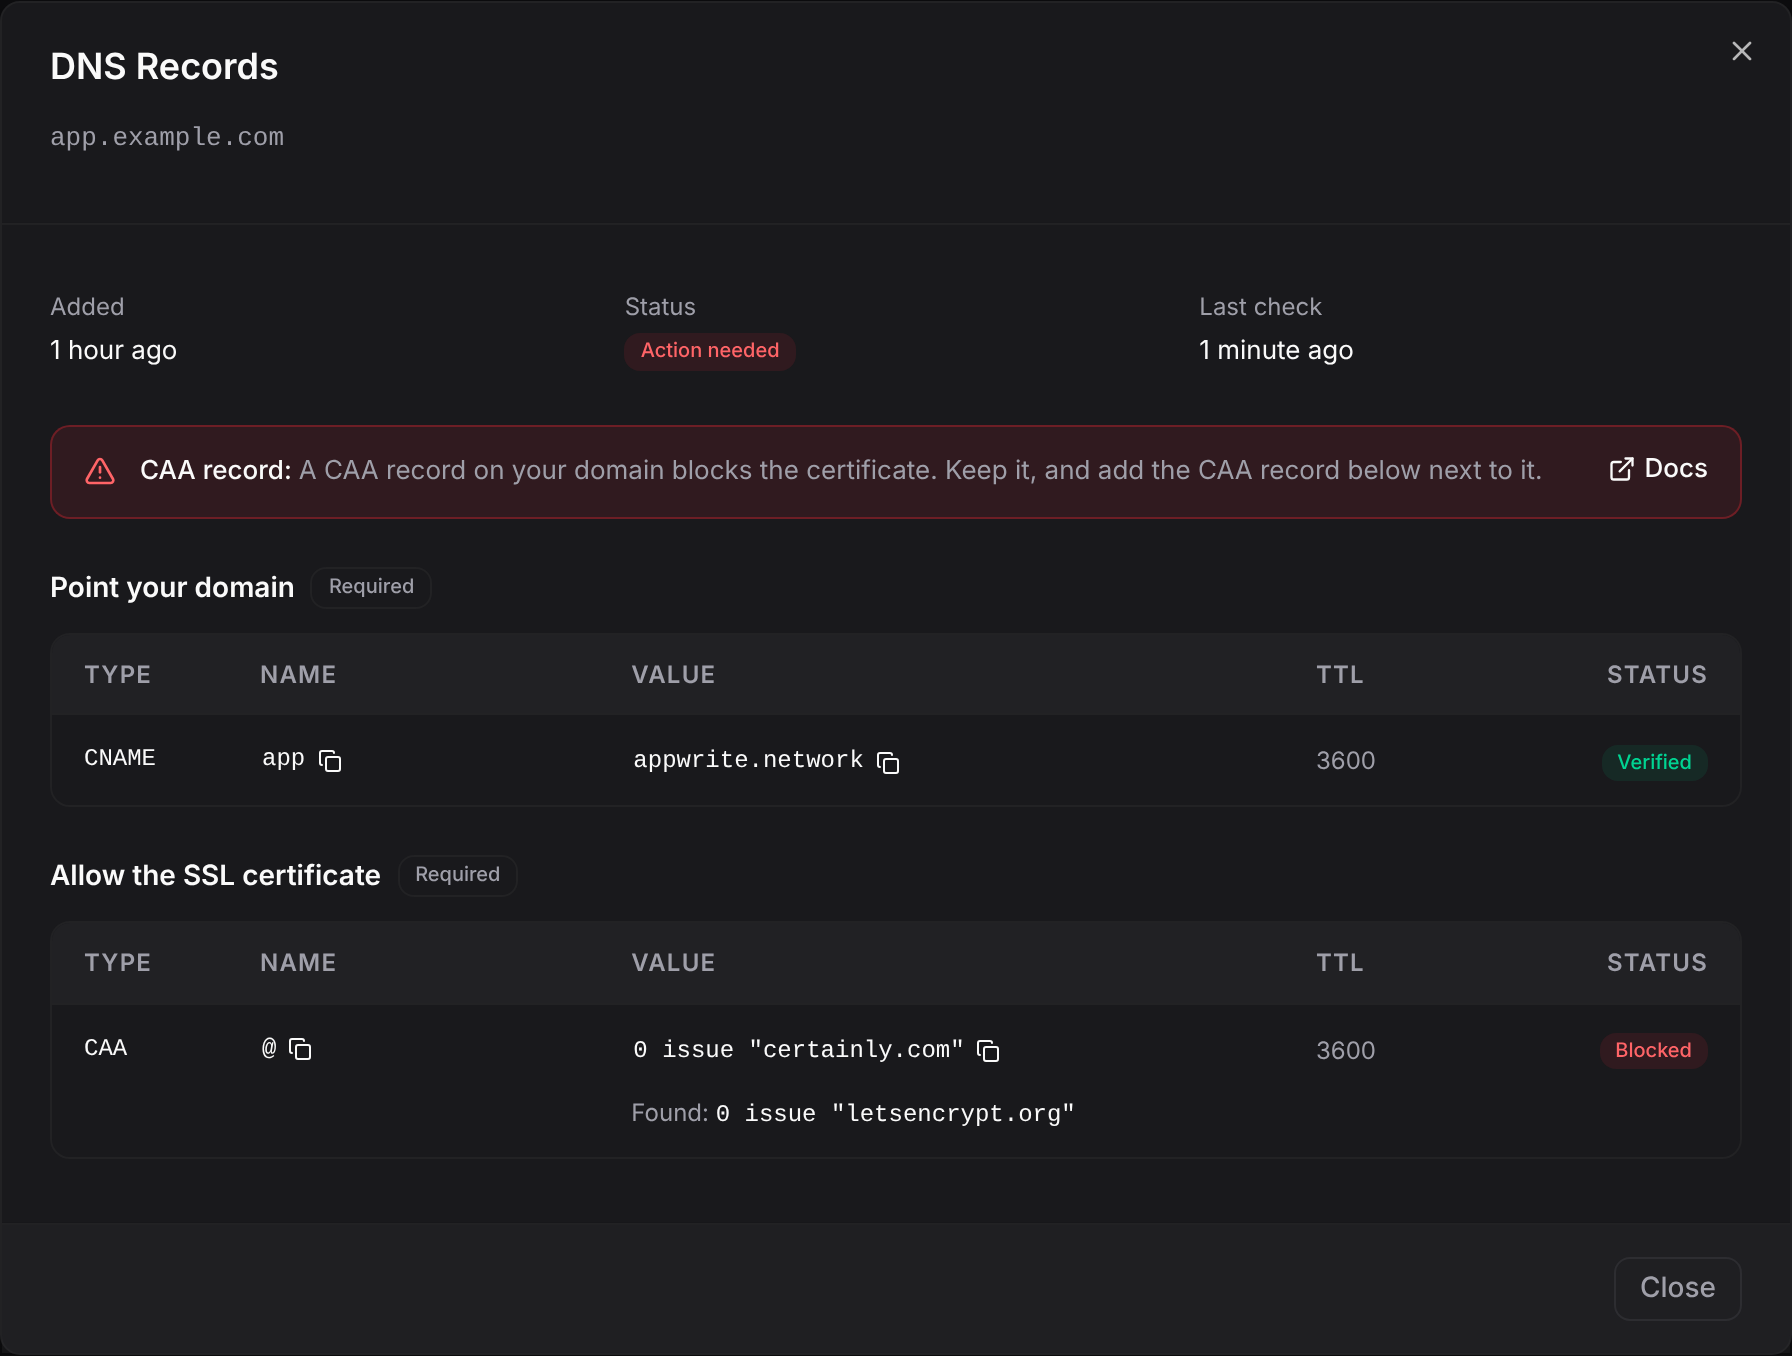 DNS Records
app.example.com
Added
Status
Last check
1 hour ago
Action needed
1 minute ago
CAA record: A CAA record on your domain blocks the certificate. Keep it, and add the CAA record below next to it.
Docs
Point your domain
Required
TYPE NAME VALUE TTL STATUS
CNAME app appwrite.network 3600 Verified
Allow the SSL certificate
Required
TYPE NAME VALUE TTL STATUS
CAA @ 0 issue "certainly.com" 3600 Blocked
Found: 0 issue "letsencrypt.org"
Close